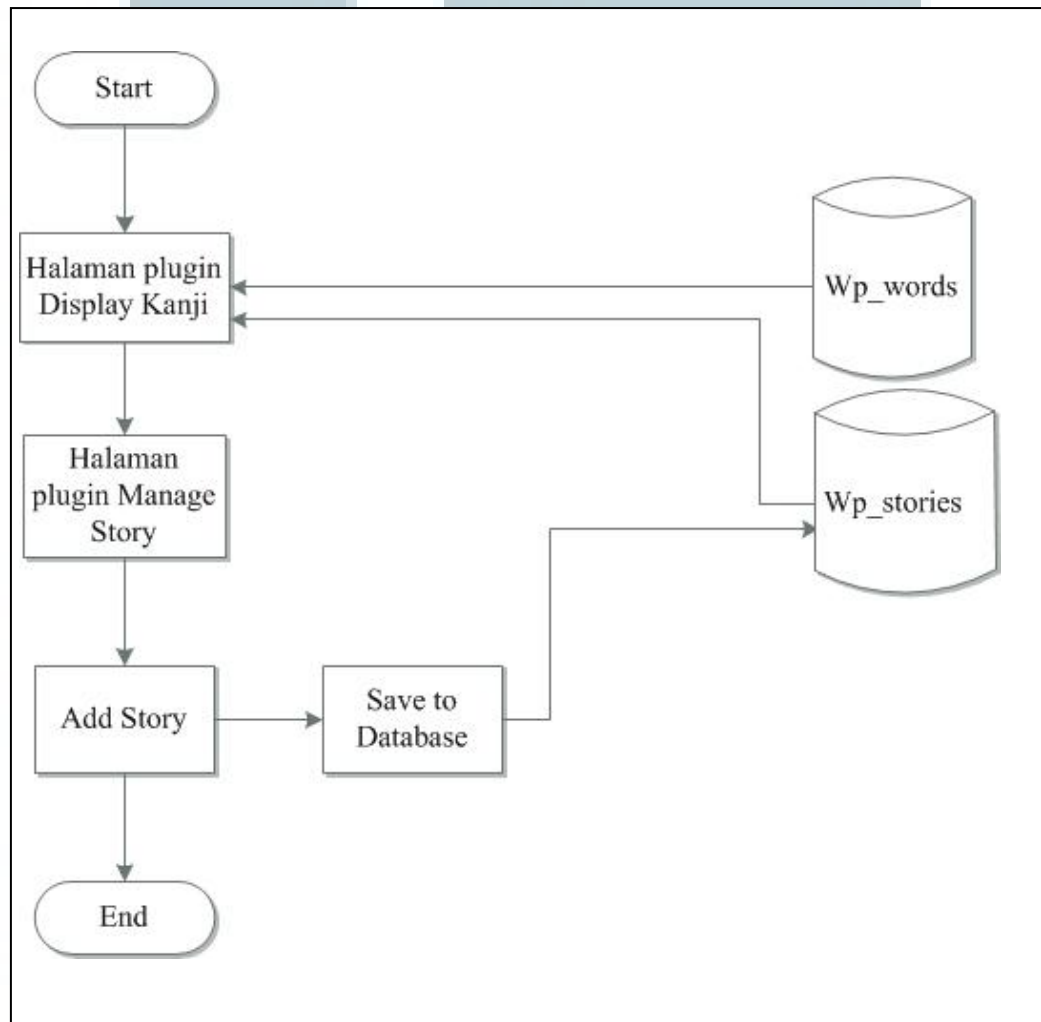 Start
Halaman plugin
Display Kanji
Wp_words
Halaman
plugin Manage
Story
Wp_stories
Add Story
Save to
Database
End